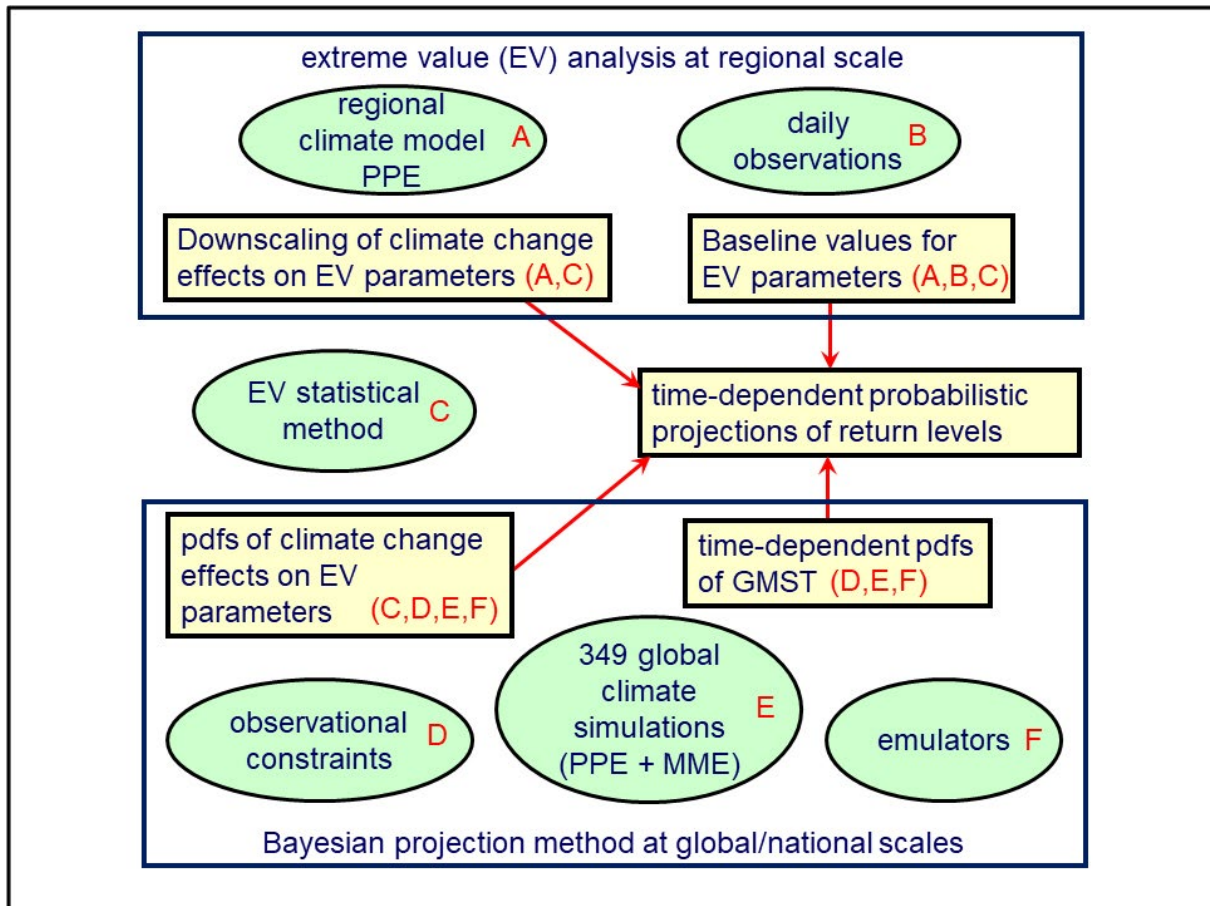 extreme value (EV) analysis at regional scale
regional
climate model
PPE
A
daily
observations
B
Downscaling of climate change
effects on EV parameters (A,C)
Baseline values for
EV parameters (A,B,C)
EV statistical
method
C
time-dependent probabilistic
projections of return levels
pdfs of climate change
effects on EV
parameters (C,D,E,F)
time-dependent pdfs
of GMST (D,E,F)
observational
constraints
D
349 global
climate
simulations
(PPE + MME)
E
emulators F
Bayesian projection method at global/national scales